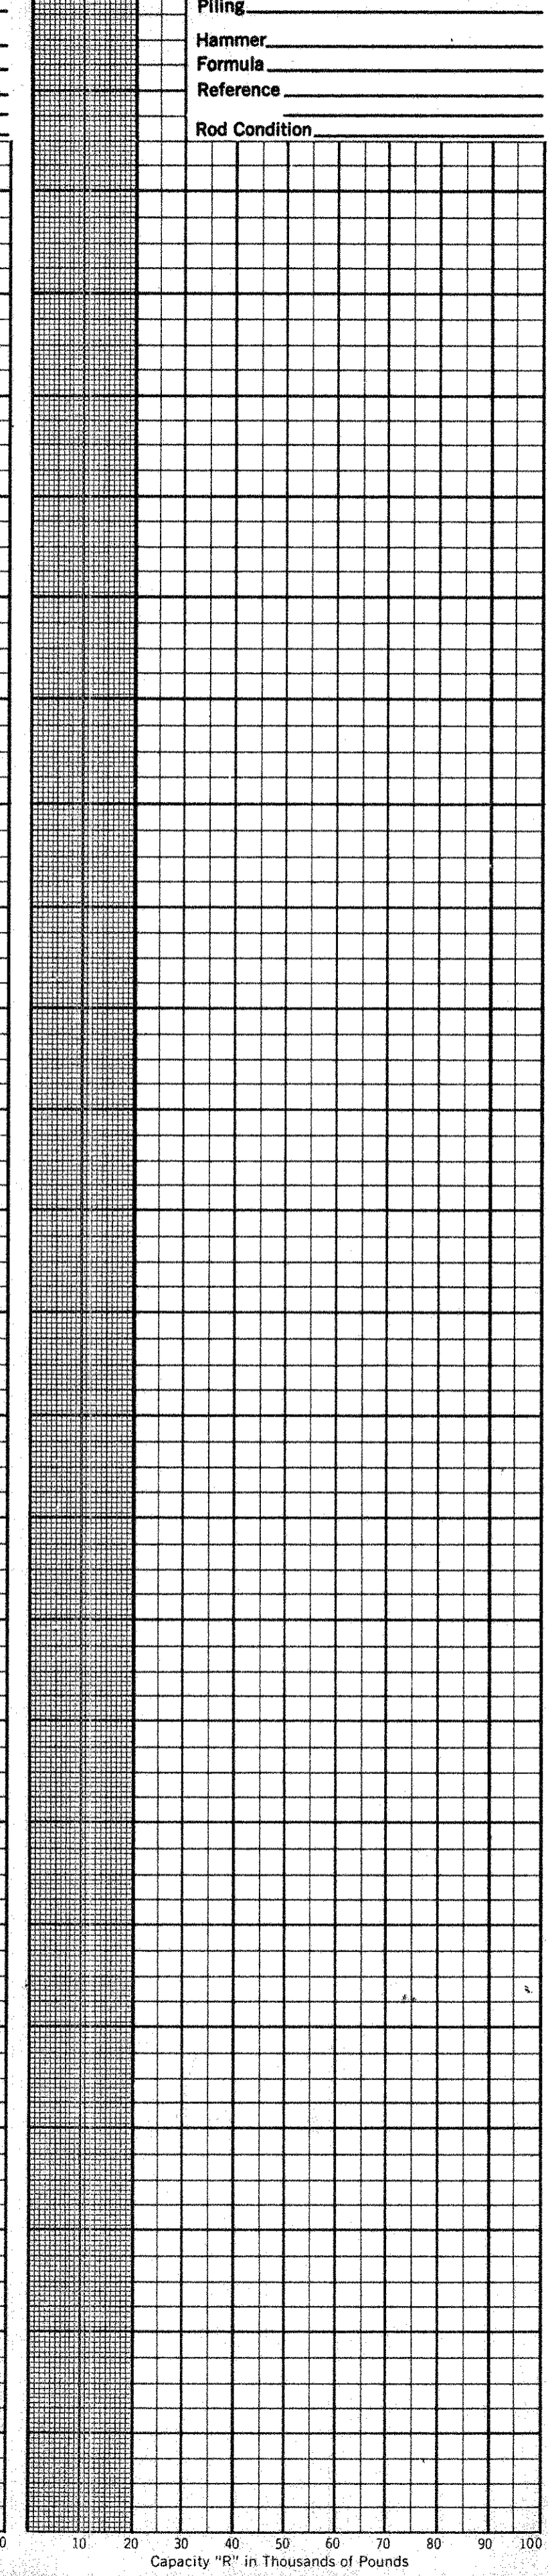 Piling
Hammer
Formula
Reference
Rod Condition
0 10 20 30 40 50 60 70 80 90 100
Capacity "R" in Thousands of Pounds